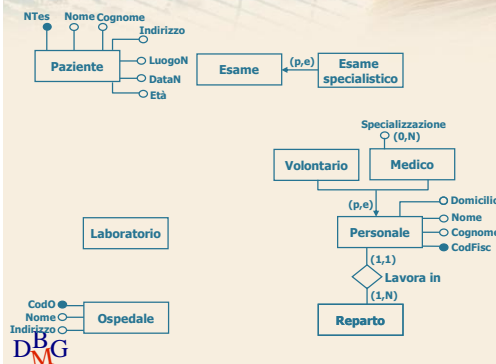 NTes Nome Cognome
Indirizzo
Paziente
LuogoN
DataN
Età
Esame
(p,e)
Esame
specialistico
Specializzazione
(0,N)
Volontario
Medico
(p,e)
Domicilio
Personale
Nome
Cognome
CodFisc
Laboratorio
(1,1)
Lavora in
(1,N)
Reparto
CodO
Nome
Indirizzo
Ospedale
DBMG